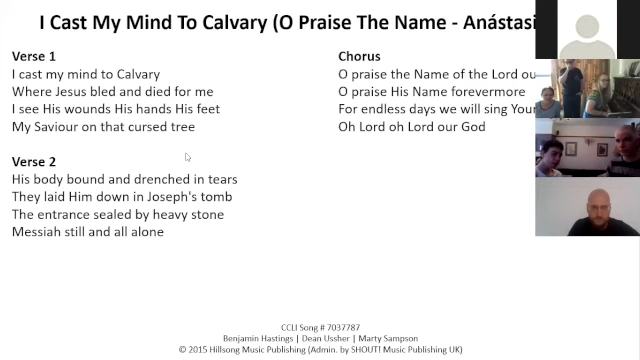 I Cast My Mind To Calvary (O Praise The Name - Anástasi
Verse 1
I cast my mind to Calvary
Where Jesus bled and died for me
I see His wounds His hands His feet
My Saviour on that cursed tree
Verse 2
His body bound and drenched in tears
They laid Him down in Joseph's tomb
The entrance sealed by heavy stone
Messiah still and all alone
Chorus
O praise the Name of the Lord ou
O praise His Name forevermore
For endless days we will sing Your
Oh Lord oh Lord our God
CCLI Song # 7037787
Benjamin Hastings | Dean Ussher | Marty Sampson
© 2015 Hillsong Music Publishing (Admin. by SHOUT! Music Publishing UK)